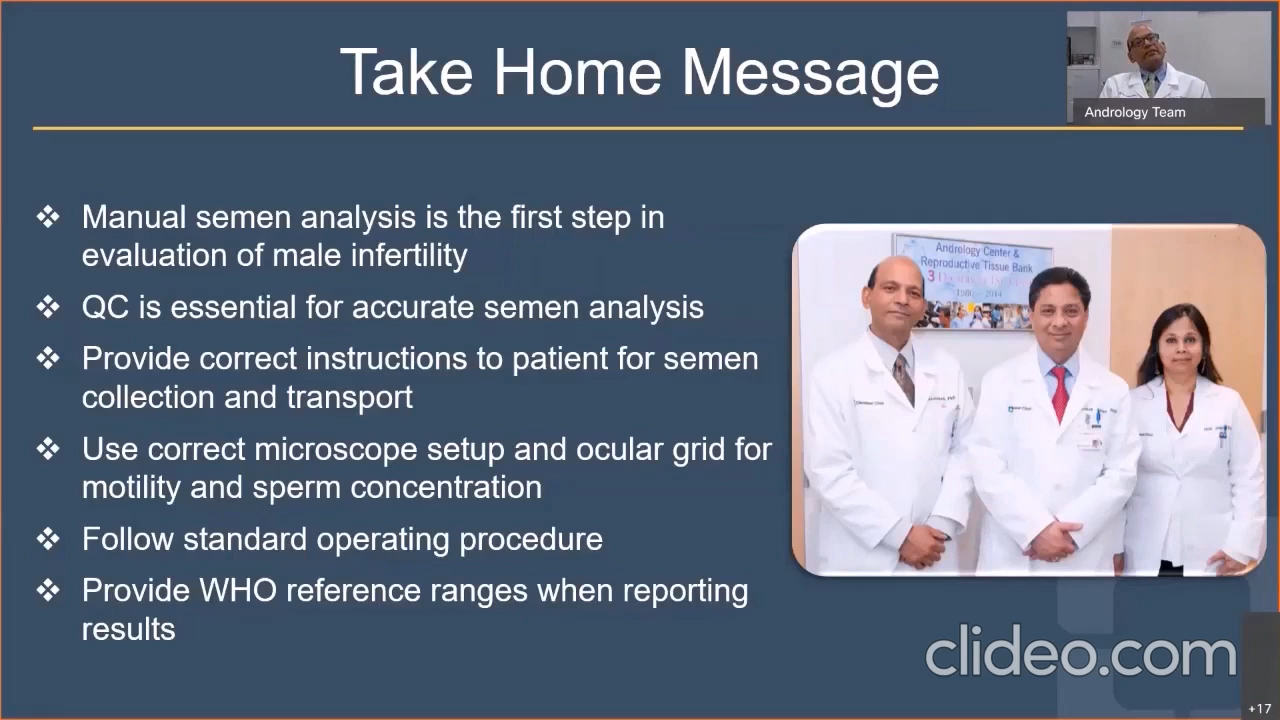 Take Home Message
Andrology Team
❖ Manual semen analysis is the first step in
evaluation of male infertility
❖ QC is essential for accurate semen analysis
❖ Provide correct instructions to patient for semen
collection and transport
❖ Use correct microscope setup and ocular grid for
motility and sperm concentration
❖ Follow standard operating procedure
❖ Provide WHO reference ranges when reporting
results
Andrology Center &
Reproductive Tissue Bank
3
clideo.com
+17